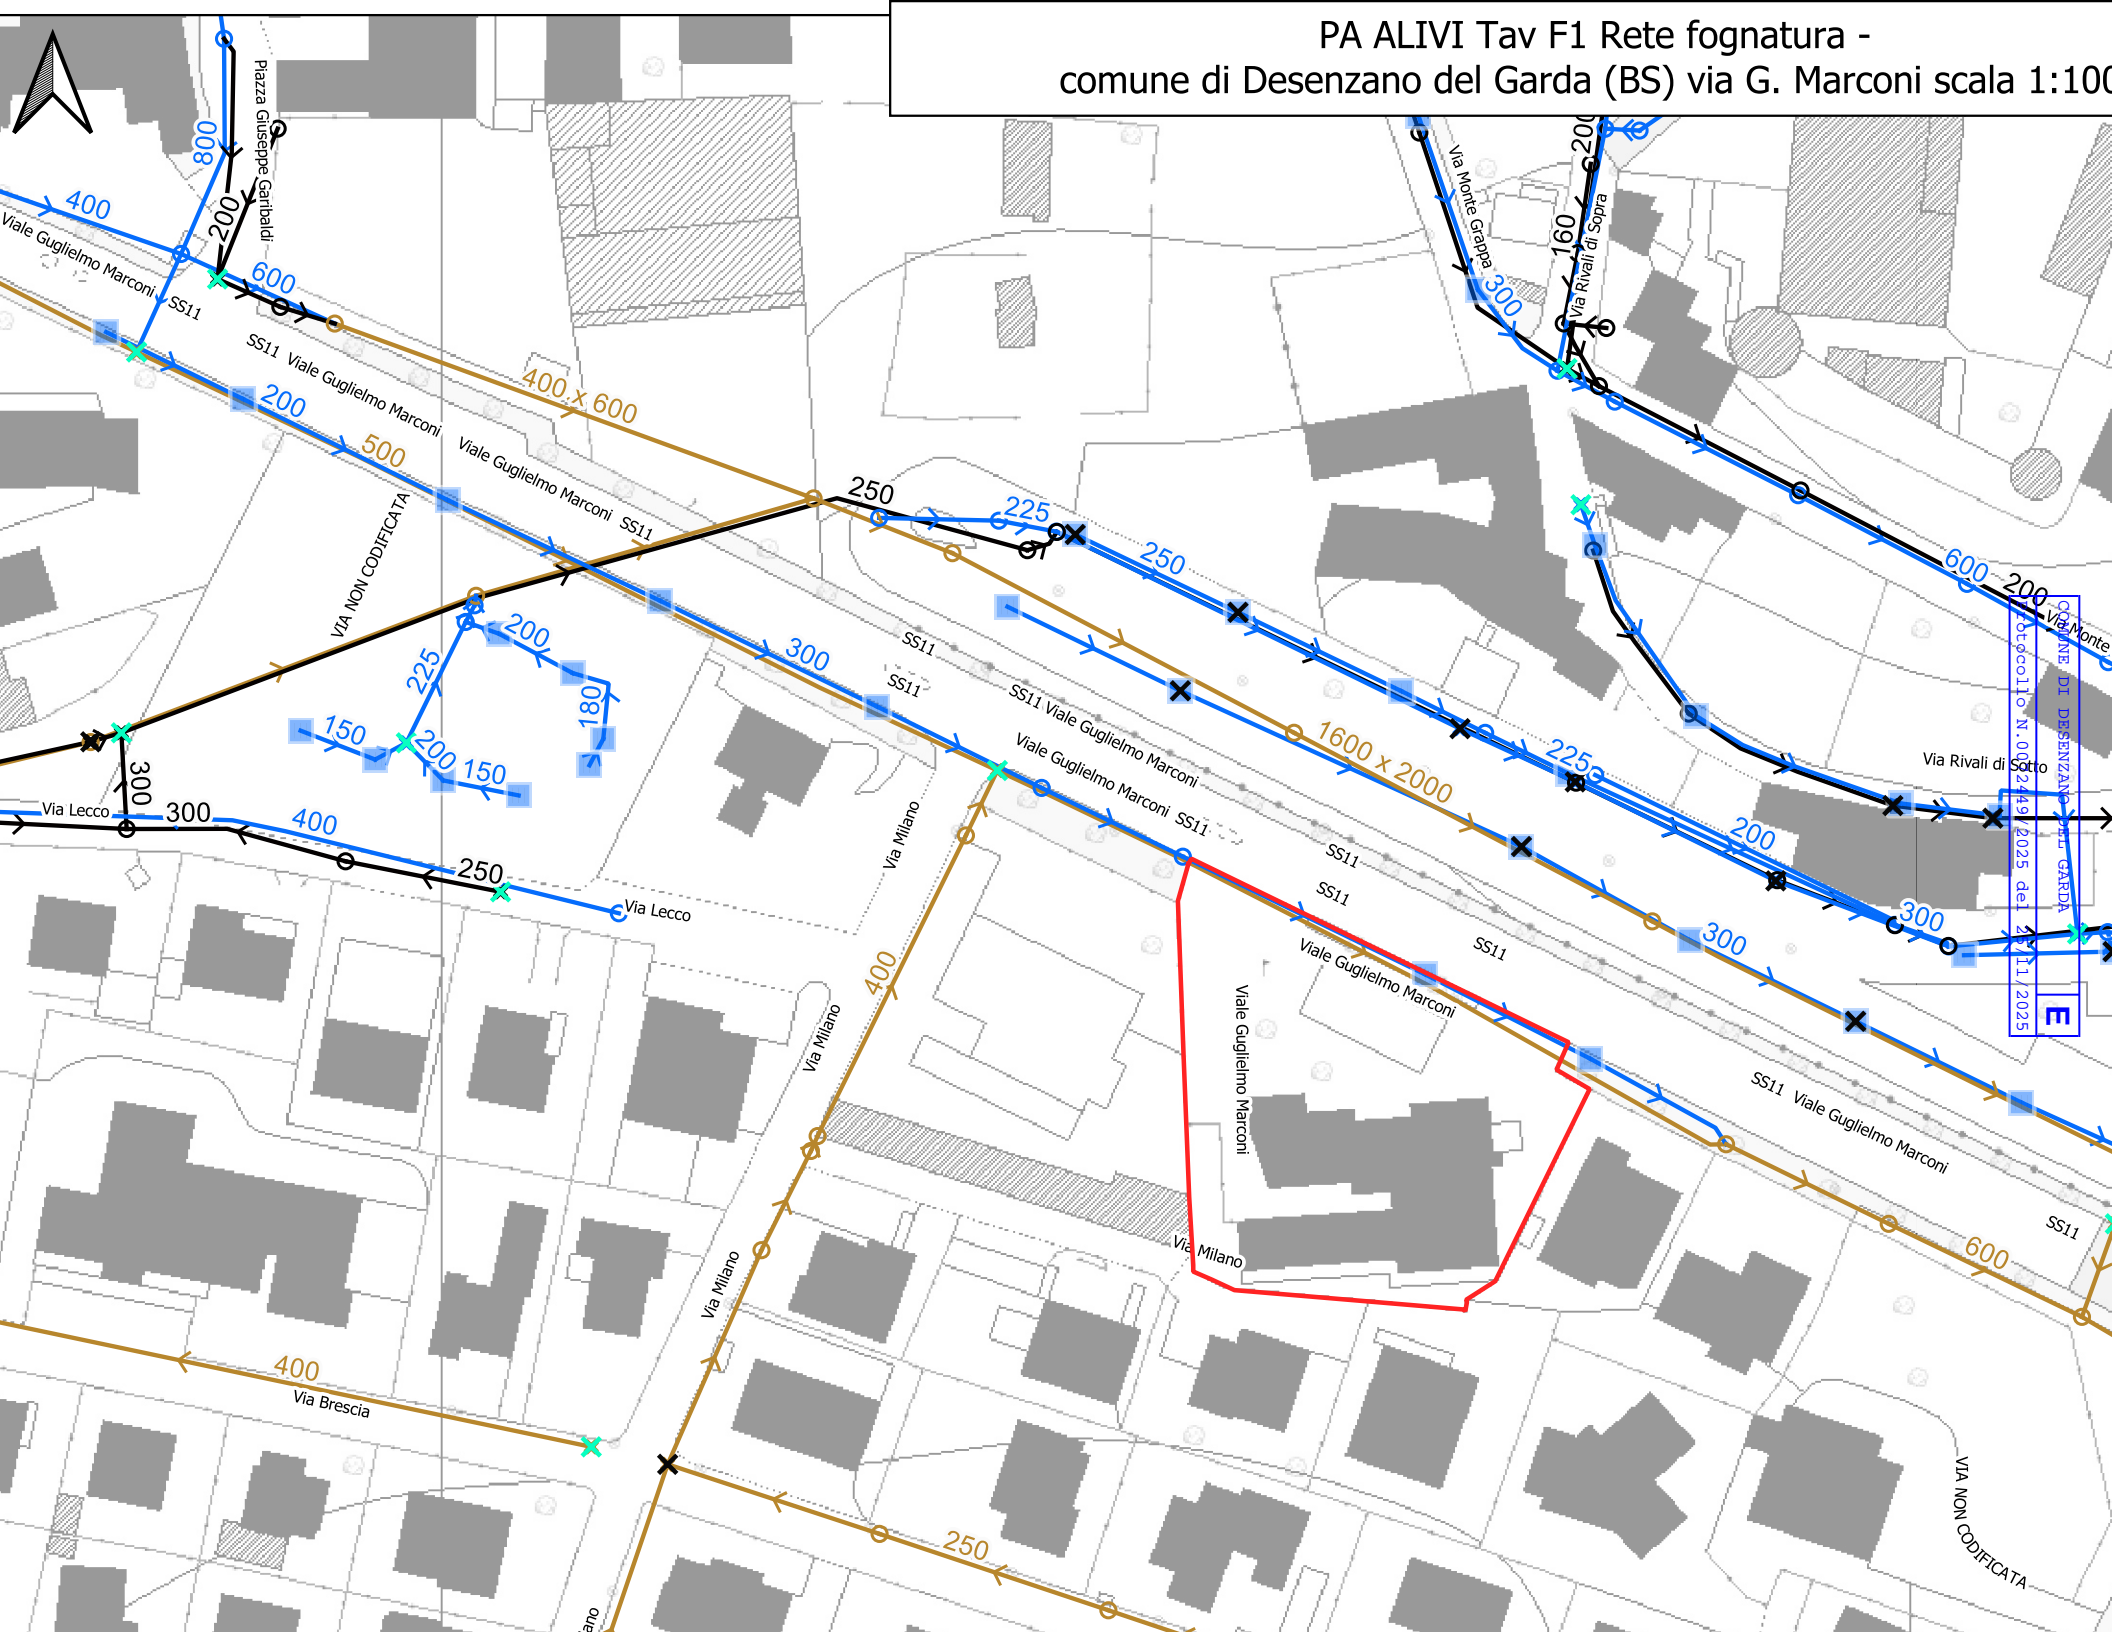 PA ALIVI Tav F1 Rete fognatura -
comune di Desenzano del Garda (BS) via G. Marconi scala 1:100
Piazza Giuseppe Garibaldi
800
400
200
600
Viale Guglielmo Marconi
SS11
SS11 Viale Guglielmo Marconi
200
500
400 x 600
Viale Guglielmo Marconi SS11
VIA NON CODIFICATA
250
225
250
Via Monte Grappa
200
160
Via Rivali di Sopra
300
600
200
Via Monte
COMUNE DI DESENZANO DEL GARDA
E
Via Rivali di Sotto
225
200
300
1600 x 2000
300
SS11
SS11
SS11 Viale Guglielmo Marconi
Viale Guglielmo Marconi SS11
300
200
225
180
150
200
150
300
Via Lecco
300
400
250
Via Lecco
Via Milano
400
Via Milano
SS11
SS11
SS11
Viale Guglielmo Marconi
Viale Guglielmo Marconi
SS11 Viale Guglielmo Marconi
SS11
600
Via Milano
Via Milano
400
Via Brescia
250
VIA NON CODIFICATA
ano